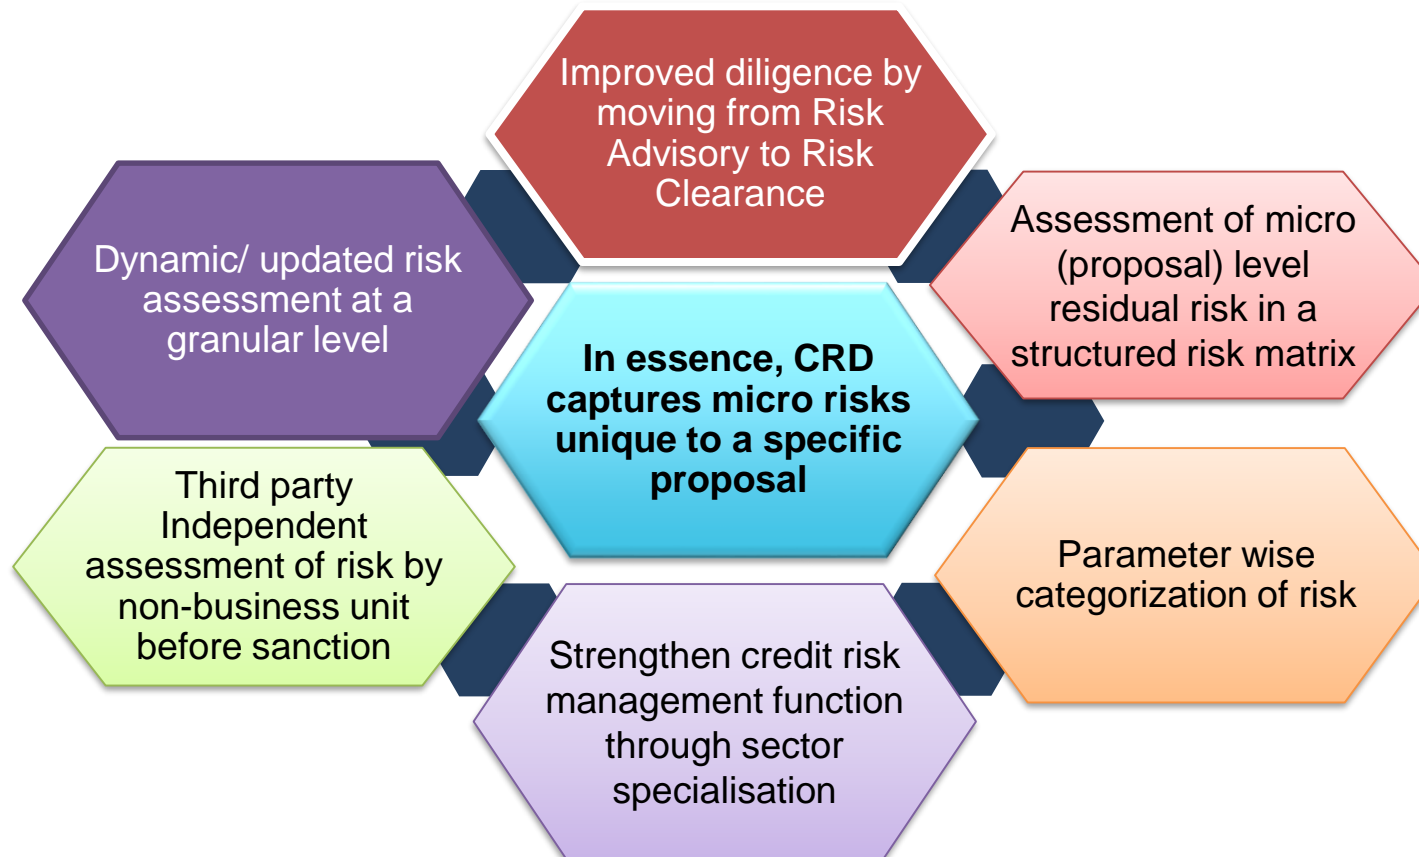 Improved diligence by
moving from Risk
Advisory to Risk
Clearance
Dynamic/ updated risk
assessment at a
granular level
Assessment of micro
(proposal) level
residual risk in a
structured risk matrix
In essence, CRD
captures micro risks
unique to a specific
proposal
Third party
Independent
assessment of risk by
non-business unit
before sanction
Parameter wise
categorization of risk
Strengthen credit risk
management function
through sector
specialisation